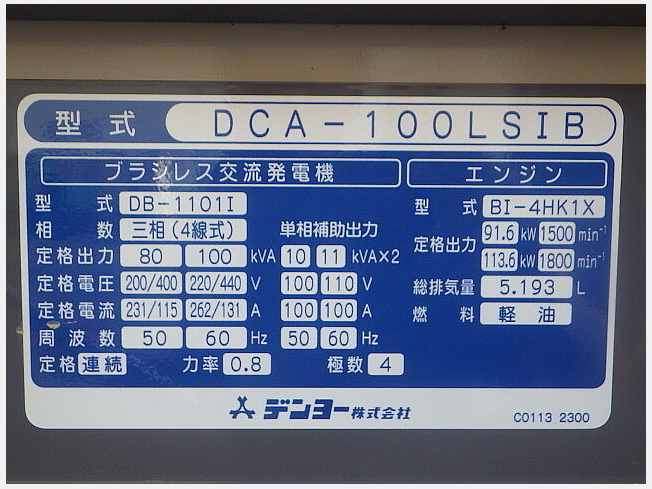 型式 DCA-100LSIB
ブラシレス交流発電機
型式 DB-1101I
相数 三相(4線式) 単相補助出力
定格出力 80 100 kVA 10 11 kVA×2
定格電圧 200/400 220/440 V 100 110 V
定格電流 231/115 262/131 A 100 100 A
周波数 50 60 Hz 50 60 Hz
定格 連続 力率 0.8 極数 4
エンジン
型式 BI-4HK1X
定格出力 91.6 kW 1500 min⁻¹
113.6 kW 1800 min⁻¹
総排気量 5.193 L
燃料 軽油
デンヨー株式会社
C0113 2300